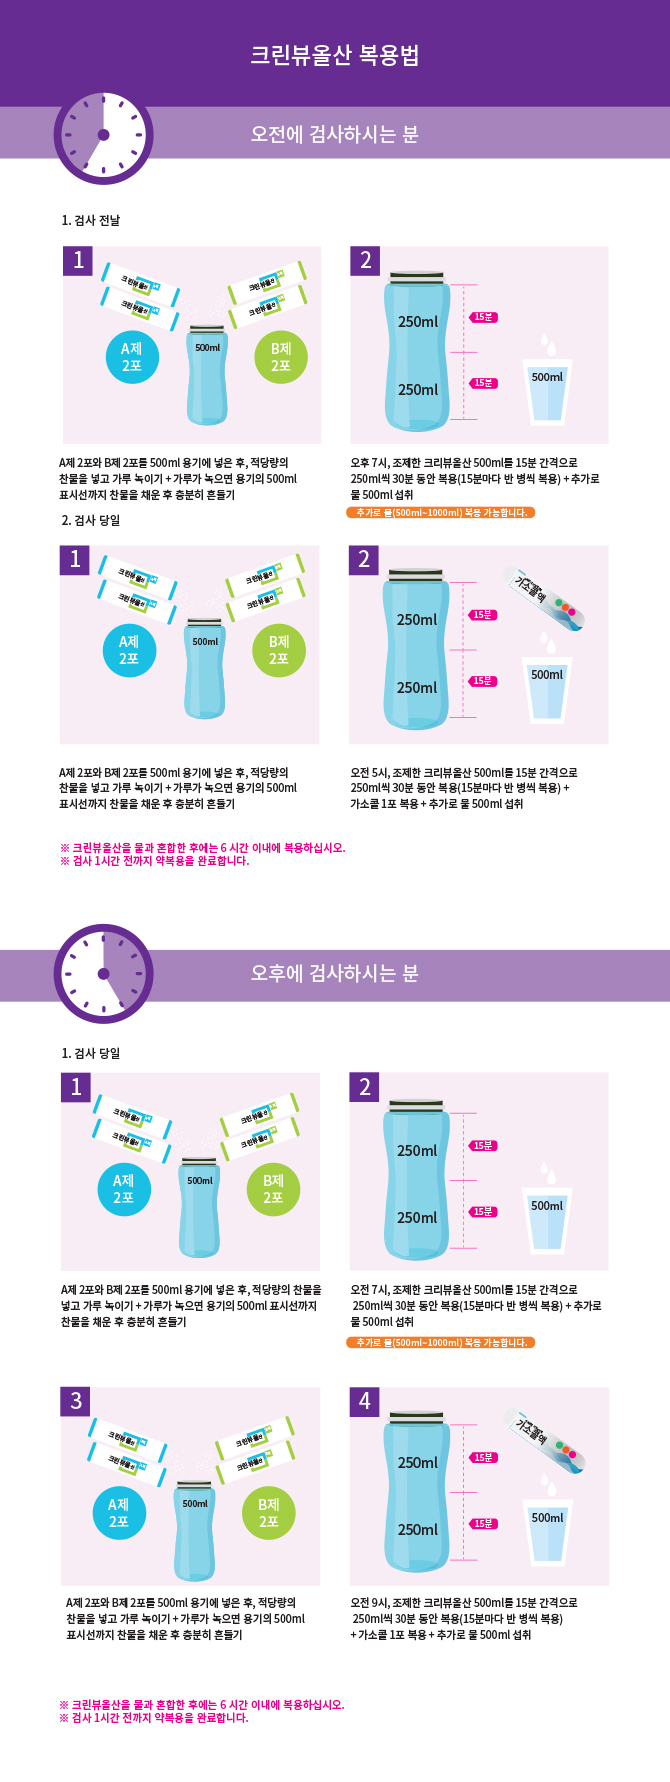 크린뷰올산 복용법
오전에 검사하시는 분
1. 검사 전날
1
크린뷰올산
크린뷰올산
크린뷰올산
크린뷰올산
A제
2포
500ml
B제
2포
A제 2포와 B제 2포를 500ml 용기에 넣은 후, 적당량의
찬물을 넣고 가루 녹이기 + 가루가 녹으면 용기의 500ml
표시선까지 찬물을 채운 후 충분히 흔들기
2
250ml
250ml
15분
15분
500ml
오후 7시, 조제한 크리뷰올산 500ml를 15분 간격으로
250ml씩 30분 동안 복용(15분마다 반 병씩 복용) + 추가로
물 500ml 섭취
추가로 물(500ml~1000ml) 복용 가능합니다.
2. 검사 당일
1
크린뷰올산
크린뷰올산
크린뷰올산
크린뷰올산
A제
2포
500ml
B제
2포
A제 2포와 B제 2포를 500ml 용기에 넣은 후, 적당량의
찬물을 넣고 가루 녹이기 + 가루가 녹으면 용기의 500ml
표시선까지 찬물을 채운 후 충분히 흔들기
2
250ml
250ml
15분
15분
가소콜액
500ml
오전 5시, 조제한 크리뷰올산 500ml를 15분 간격으로
250ml씩 30분 동안 복용(15분마다 반 병씩 복용) +
가소콜 1포 복용 + 추가로 물 500ml 섭취
※ 크린뷰올산을 물과 혼합한 후에는 6 시간 이내에 복용하십시오.
※ 검사 1시간 전까지 약복용을 완료합니다.
오후에 검사하시는 분
1. 검사 당일
1
크린뷰올산
크린뷰올산
크린뷰올산
크린뷰올산
A제
2포
500ml
B제
2포
A제 2포와 B제 2포를 500ml 용기에 넣은 후, 적당량의 찬물을
넣고 가루 녹이기 + 가루가 녹으면 용기의 500ml 표시선까지
찬물을 채운 후 충분히 흔들기
2
250ml
250ml
15분
15분
500ml
오전 7시, 조제한 크리뷰올산 500ml를 15분 간격으로
250ml씩 30분 동안 복용(15분마다 반 병씩 복용) + 추가로
물 500ml 섭취
추가로 물(500ml~1000ml) 복용 가능합니다.
3
크린뷰올산
크린뷰올산
크린뷰올산
크린뷰올산
A제
2포
500ml
B제
2포
A제 2포와 B제 2포를 500ml 용기에 넣은 후, 적당량의
찬물을 넣고 가루 녹이기 + 가루가 녹으면 용기의 500ml
표시선까지 찬물을 채운 후 충분히 흔들기
4
250ml
250ml
15분
15분
가소콜액
500ml
오전 9시, 조제한 크리뷰올산 500ml를 15분 간격으로
250ml씩 30분 동안 복용(15분마다 반 병씩 복용)
+ 가소콜 1포 복용 + 추가로 물 500ml 섭취
※ 크린뷰올산을 물과 혼합한 후에는 6 시간 이내에 복용하십시오.
※ 검사 1시간 전까지 약복용을 완료합니다.